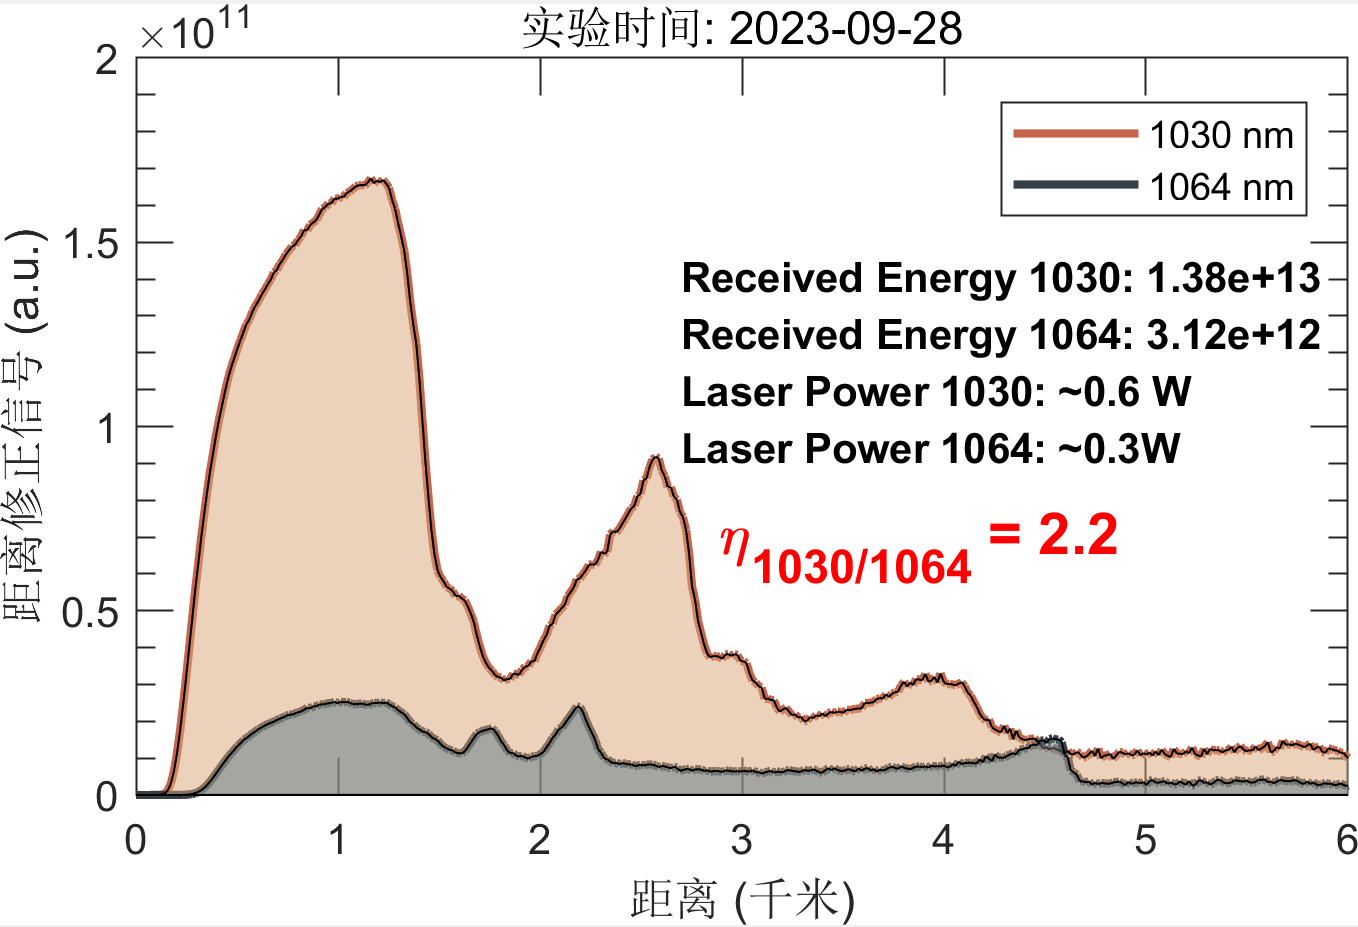 实验时间: 2023-09-28
×10^11
2
1.5
1
0.5
0
距离修正信号 (a.u.)
1030 nm
1064 nm
Received Energy 1030: 1.38e+13
Received Energy 1064: 3.12e+12
Laser Power 1030: ~0.6 W
Laser Power 1064: ~0.3W
η1030/1064 = 2.2
0 1 2 3 4 5 6
距离 (千米)